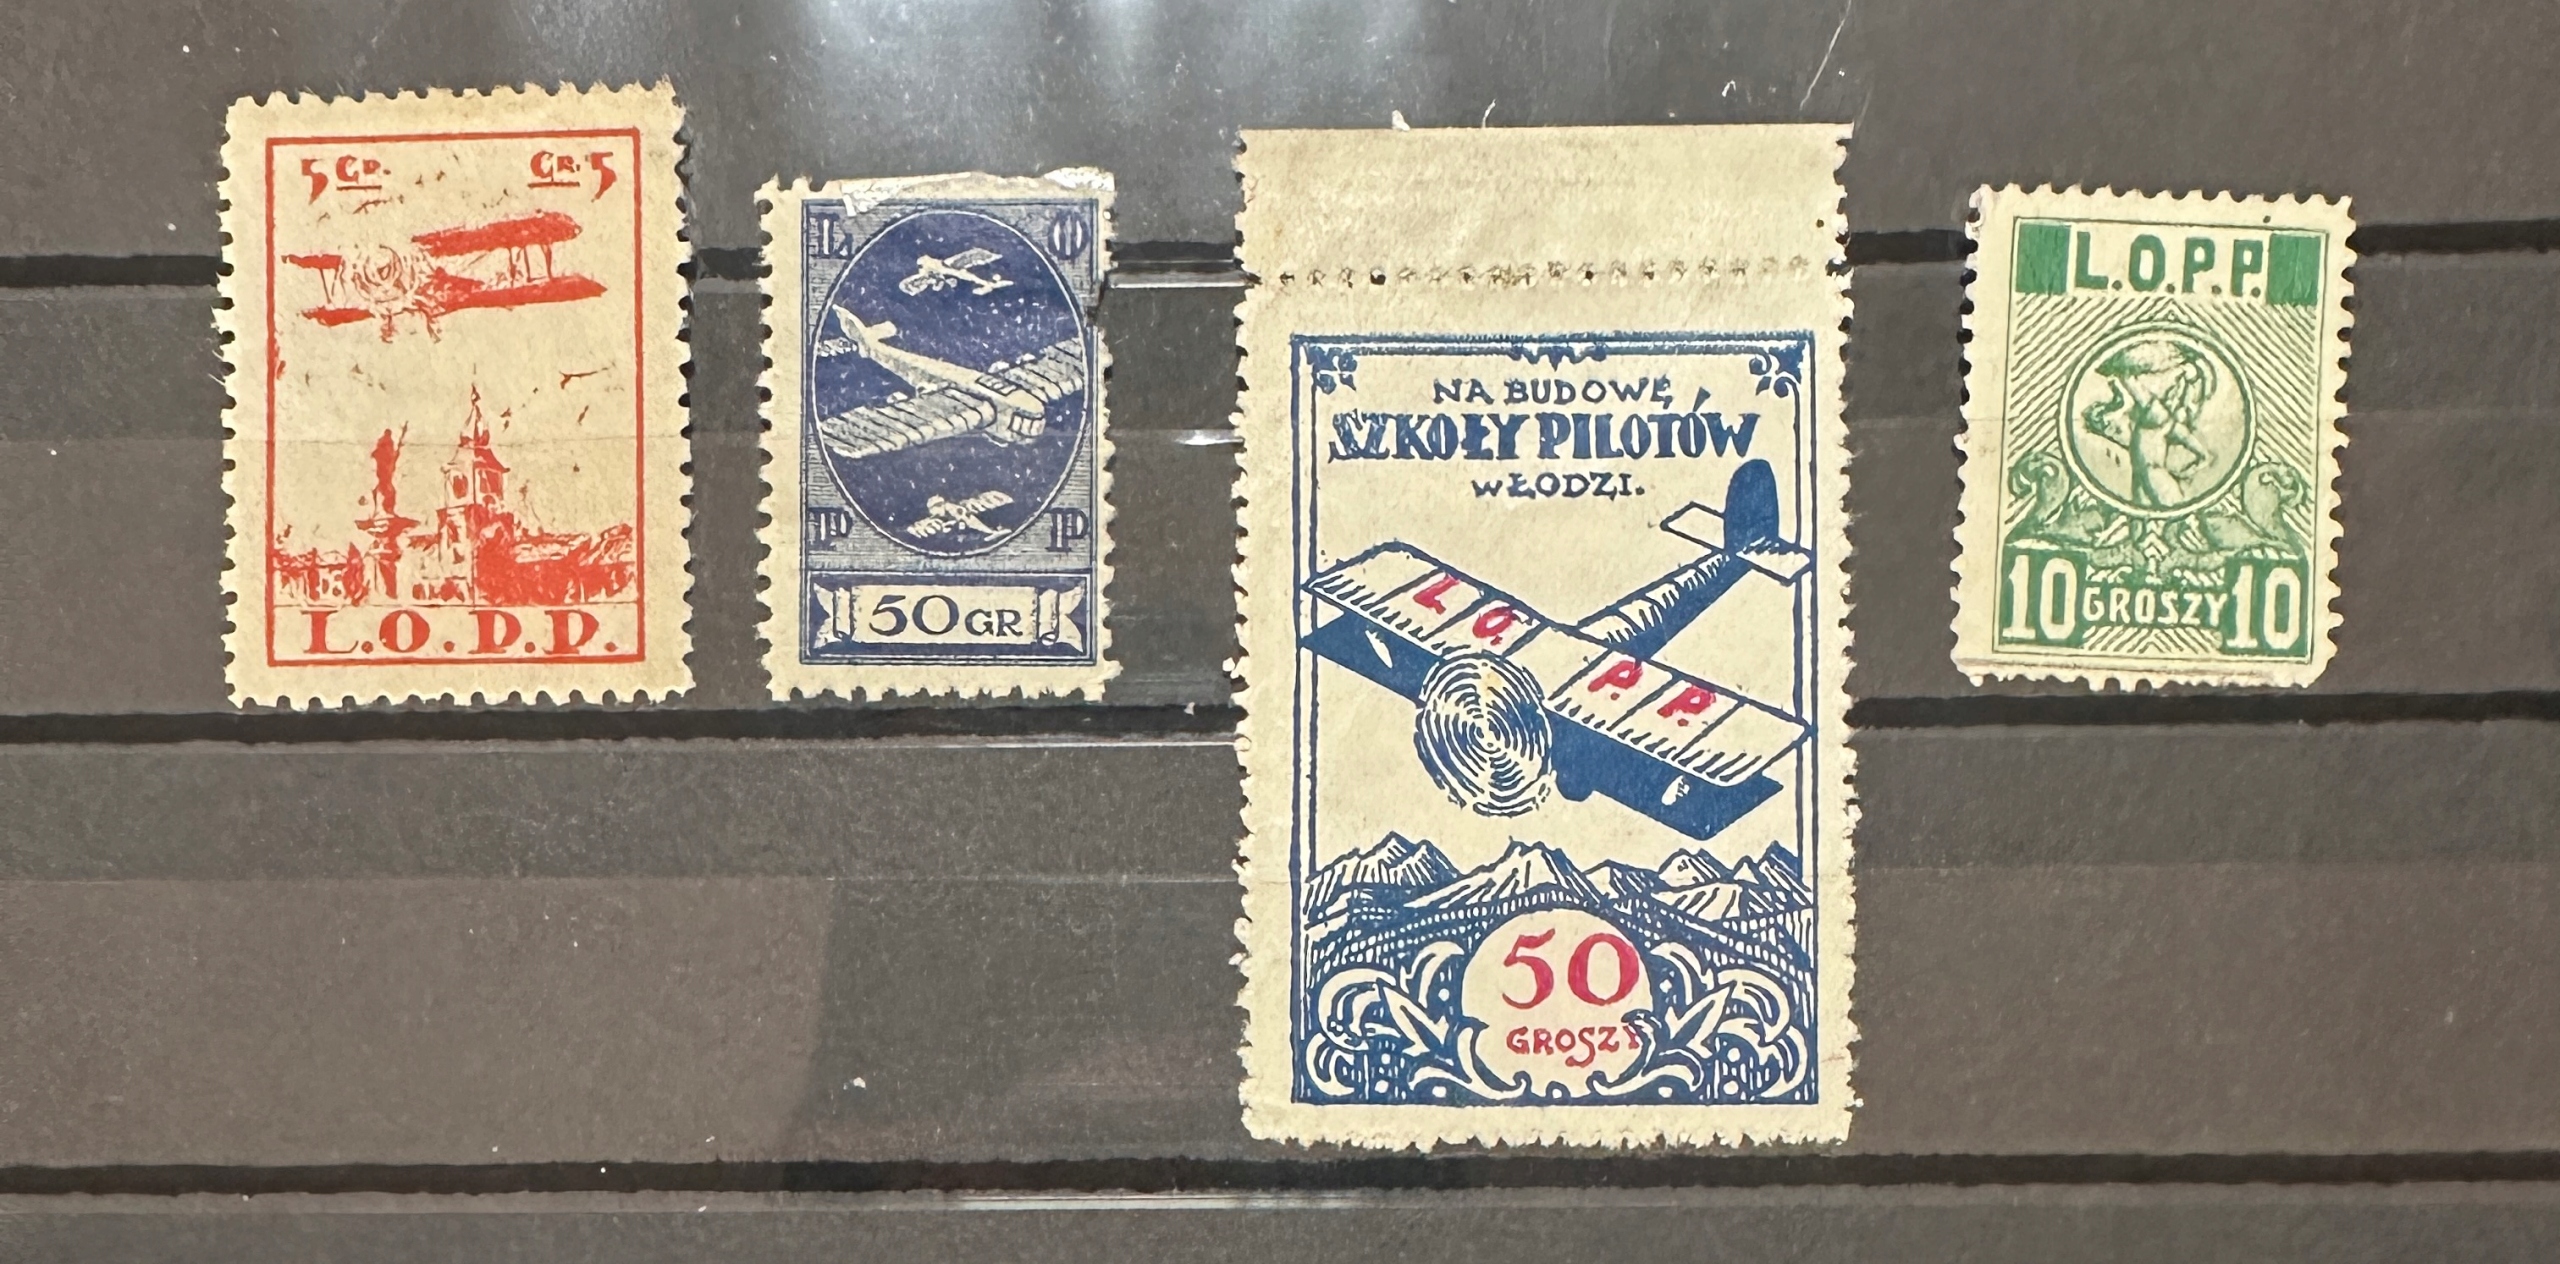 5 GR. GR. 5
L.O.P.P.
L O
P P
50 GR
NA BUDOWĘ
SZKOŁY PILOTÓW
W ŁODZI.
L. O. P. P.
50
GROSZY
L.O.P.P.
10 GROSZY 10